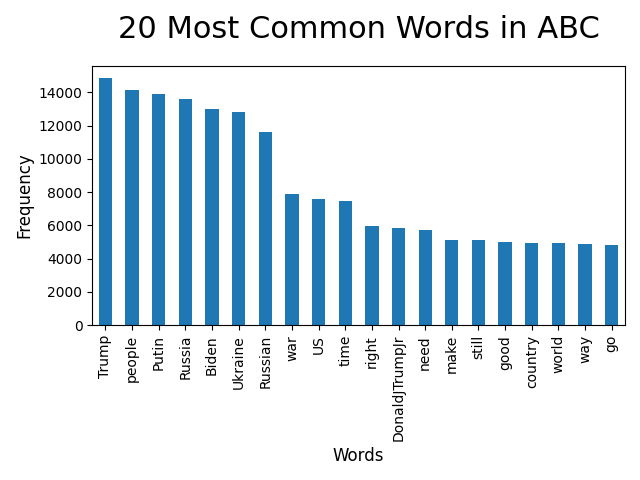 20 Most Common Words in ABC
Frequency
14000
12000
10000
8000
6000
4000
2000
0
Trump
people
Putin
Russia
Biden
Ukraine
Russian
war
US
time
right
DonaldJTrumpJr
need
make
still
good
country
world
way
go
Words